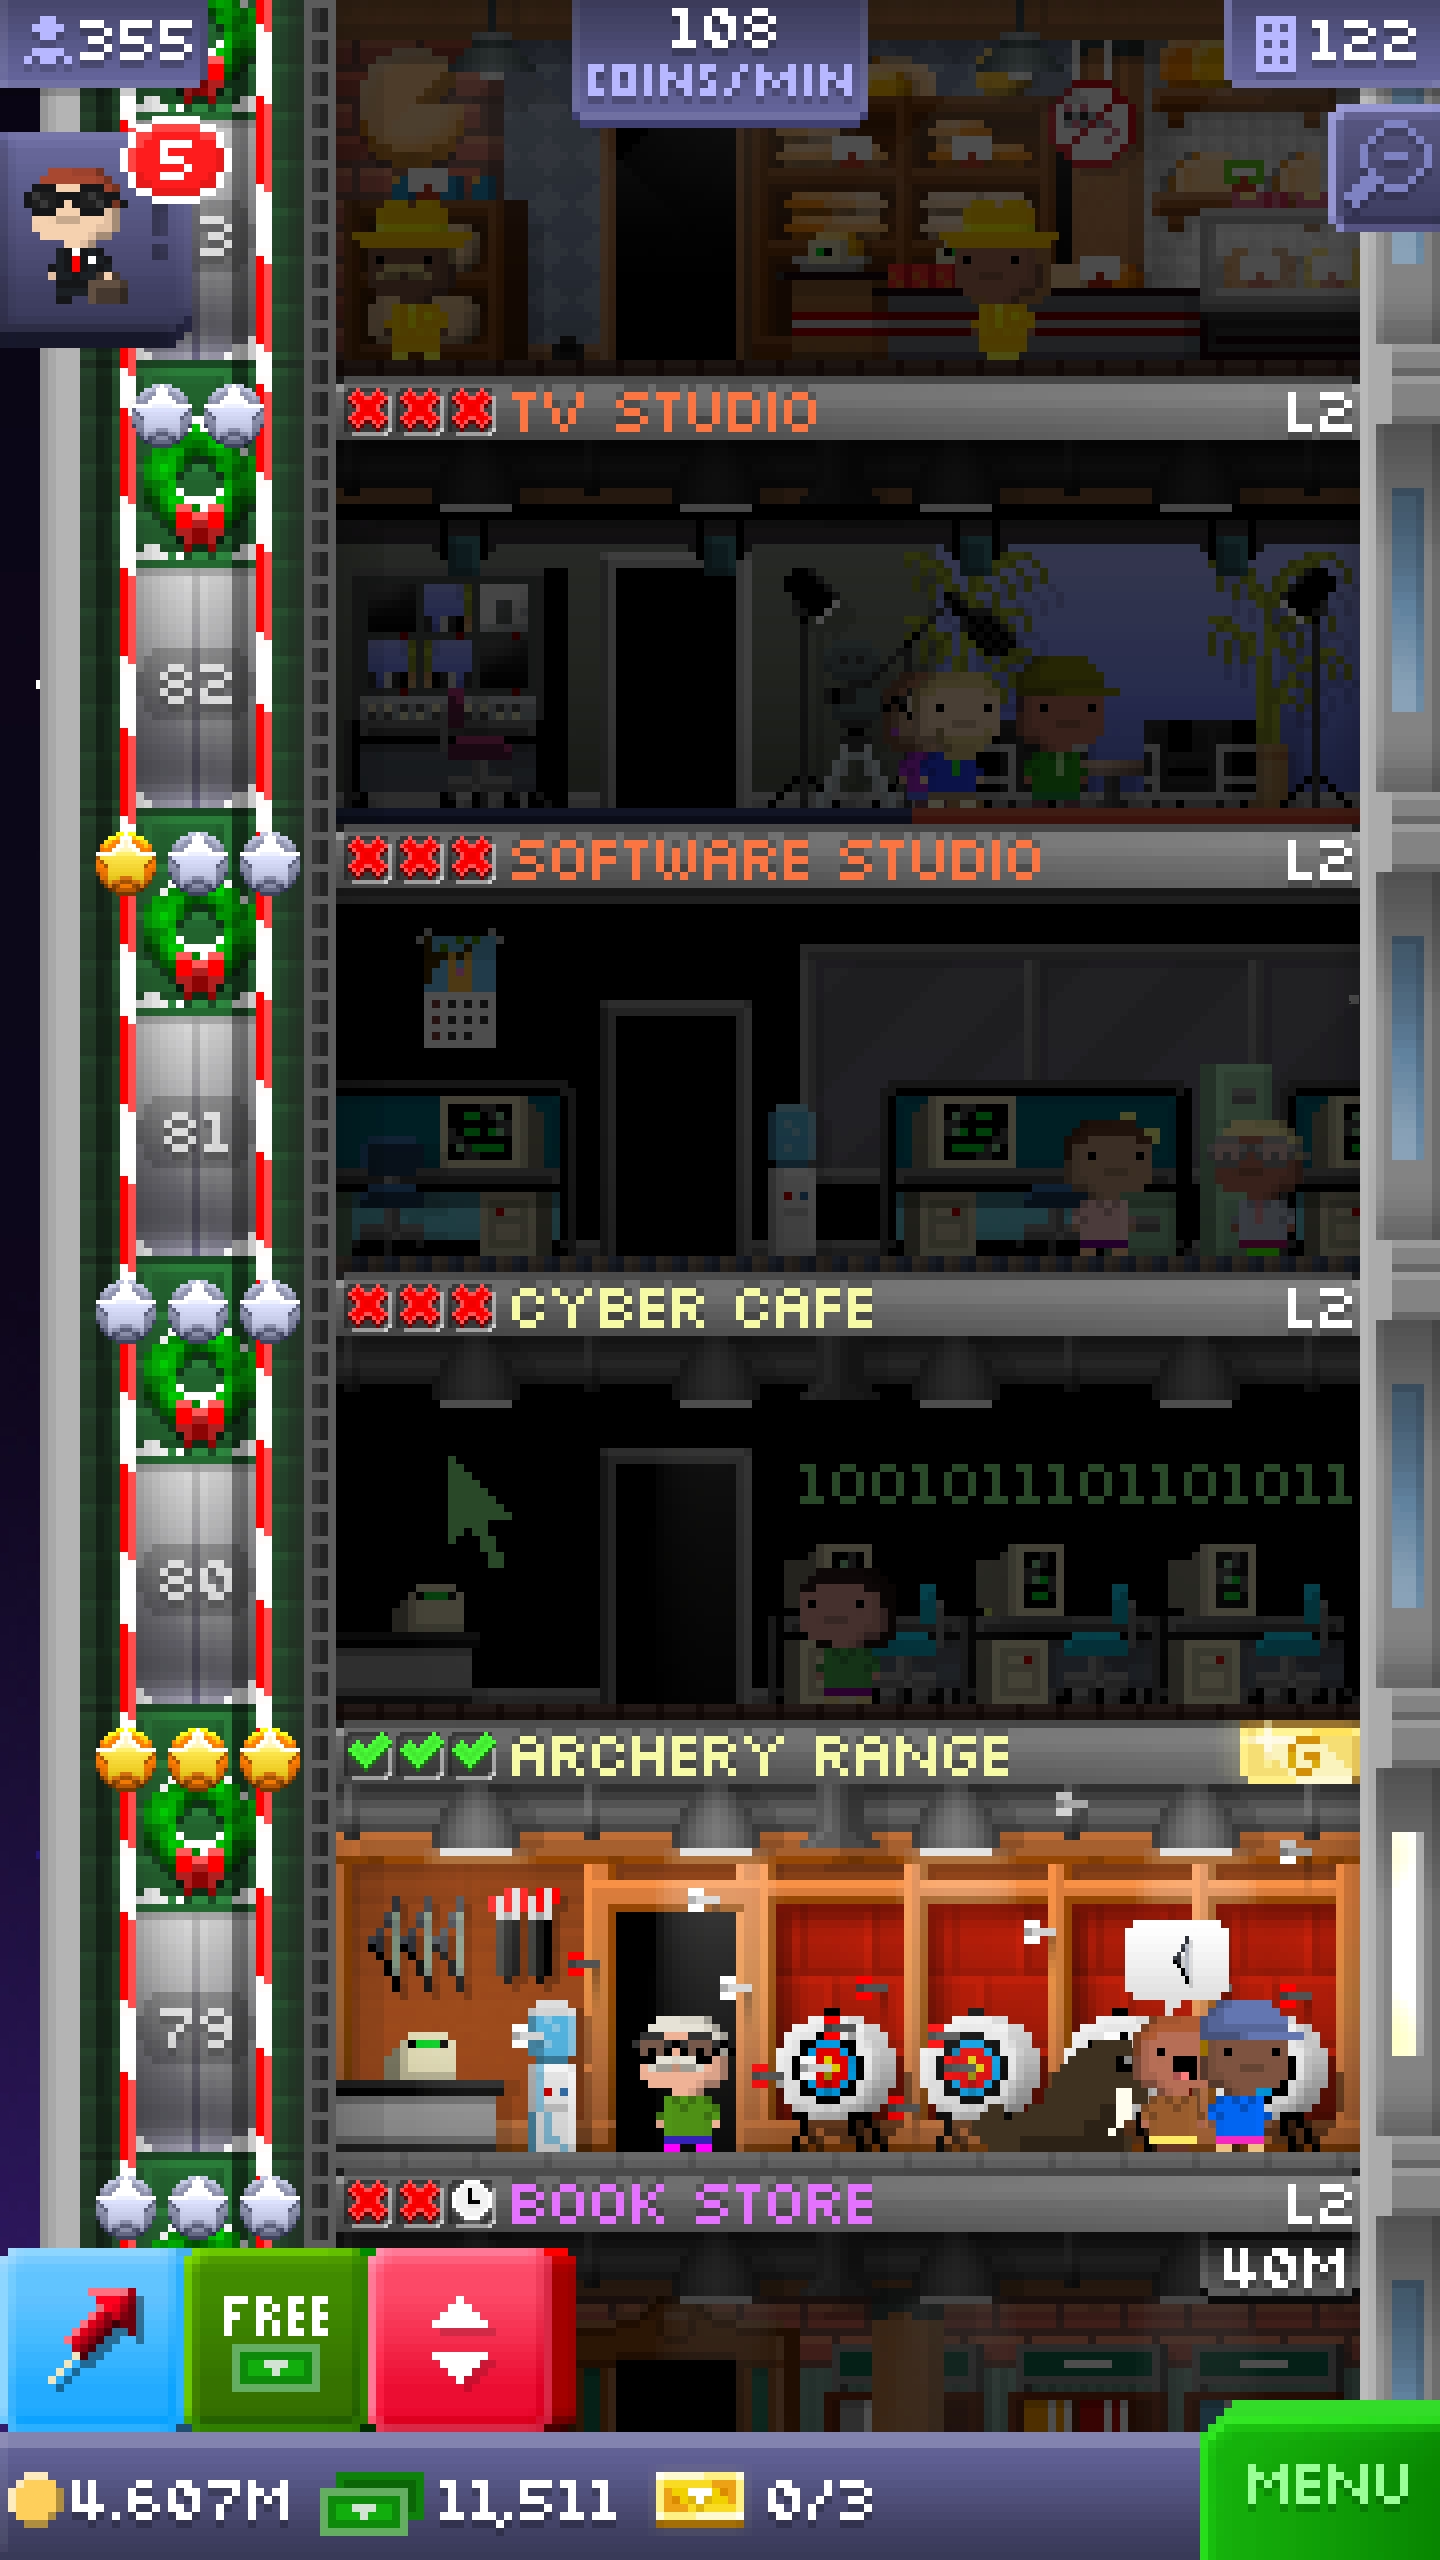 355
108
COINS/MIN
122
5
3
TV STUDIO L2
82
SOFTWARE STUDIO L2
81
CYBER CAFE L2
1001011101101011
80
ARCHERY RANGE G
79
BOOK STORE L2
40M
FREE
4.607M 11,511 0/3
MENU